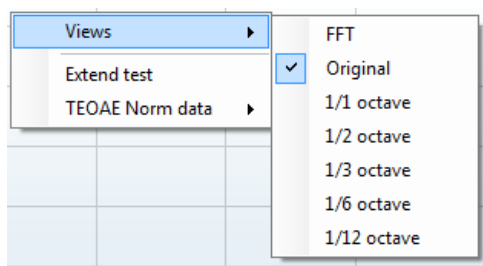 Views
Extend test
TEOAE Norm data
FFT
Original
1/1 octave
1/2 octave
1/3 octave
1/6 octave
1/12 octave